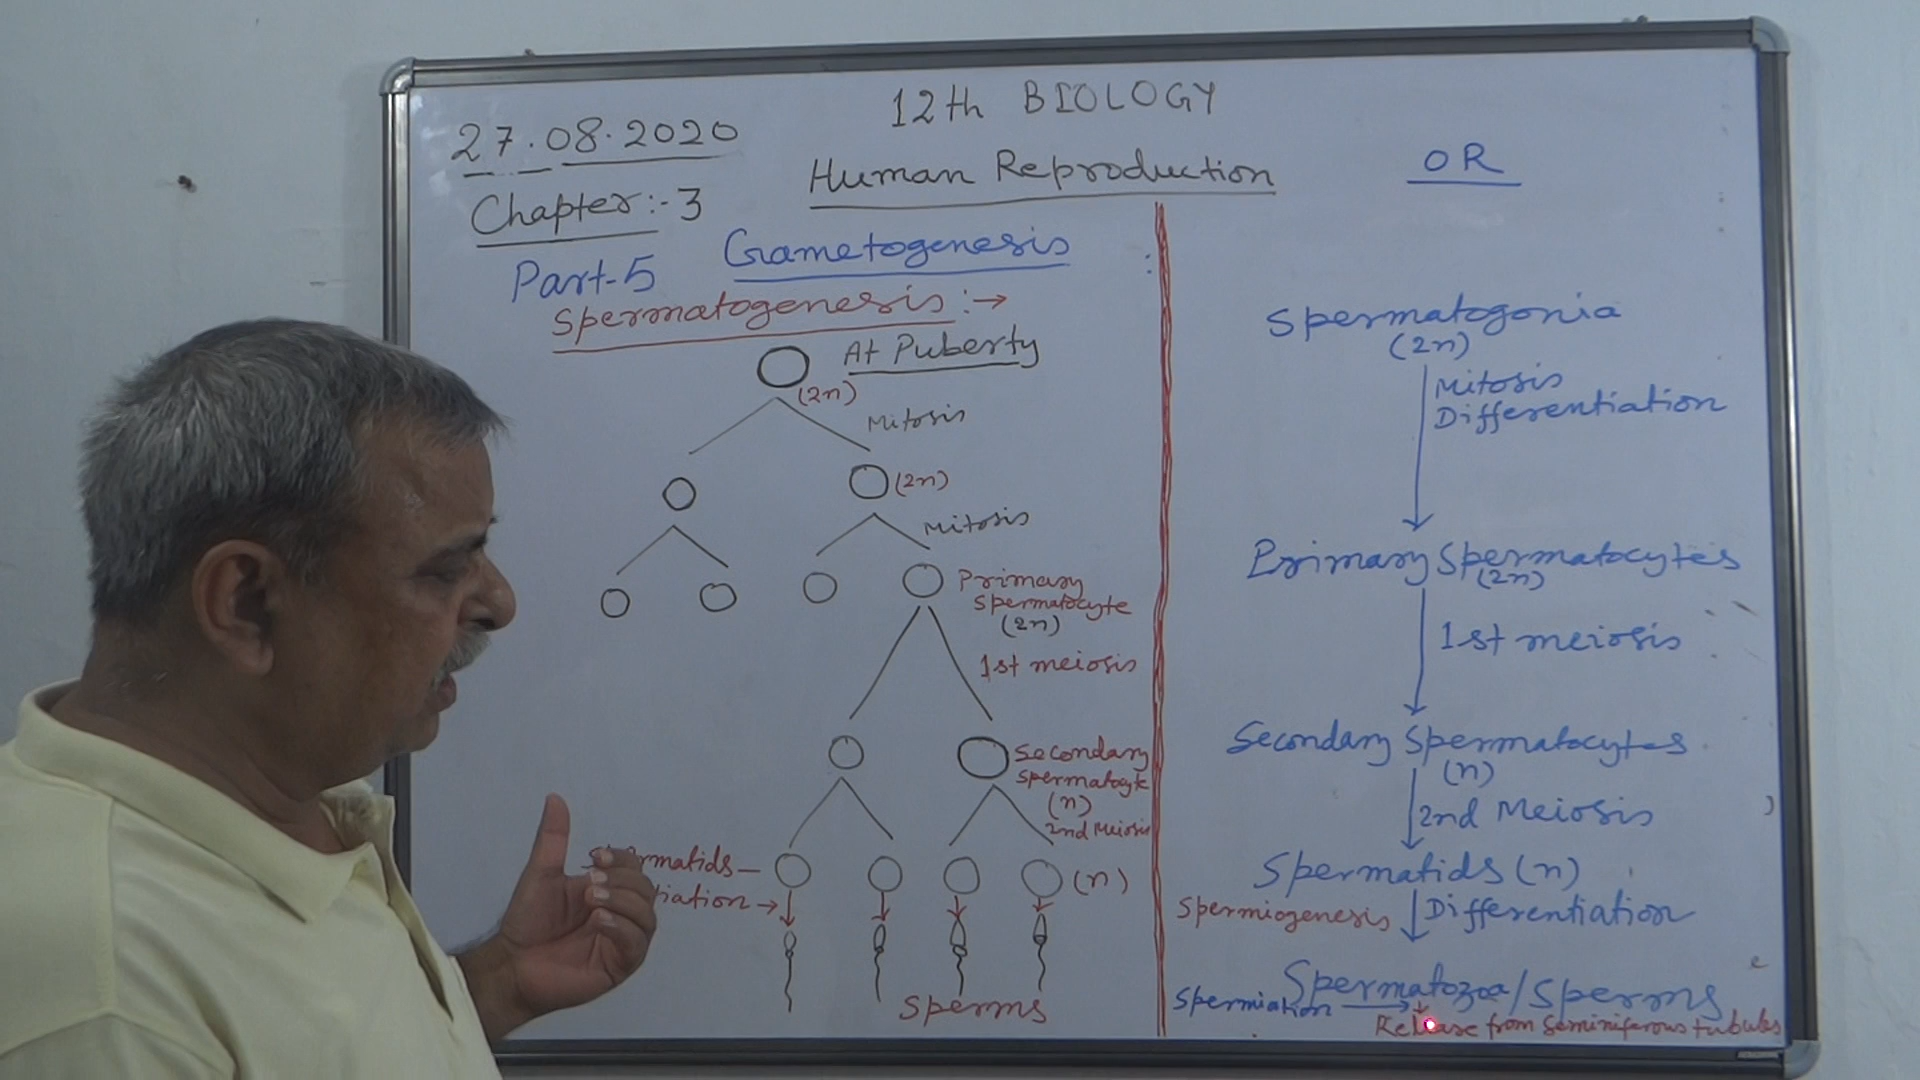 12th BIOLOGY
27.08.2020
Human Reproduction
Chapter:- 3
Gametogenesis
Part-5
Spermatogenesis :→
At Puberty
(2n)
Mitosis
(2n)
Mitosis
Primary
spermatocyte
(2n)
1st meiosis
Secondary
spermatocyte
(n)
2nd Meiosis
(n)
Sperms
OR
Spermatogonia
(2n)
Mitosis
Differentiation
Primary Spermatocytes
(2n)
1st meiosis
Secondary Spermatocytes
(n)
2nd Meiosis
Spermatids (n)
Spermiogenesis Differentiation
Spermatozoa/Sperms
Spermiation →
Release from Seminiferous tubules